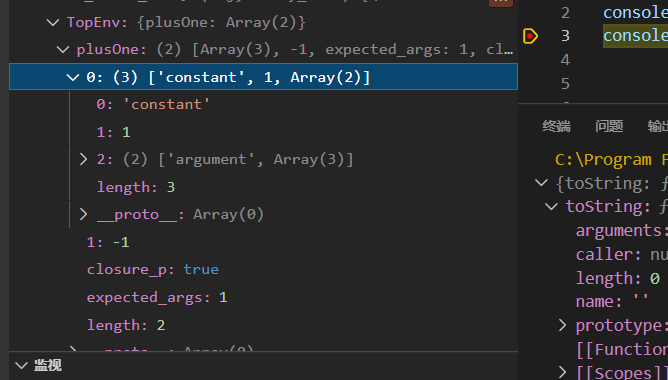 TopEnv: {plusOne: Array(2)}
plusOne: (2) [Array(3), -1, expected_args: 1, cl…
0: (3) ['constant', 1, Array(2)]
0: 'constant'
1: 1
2: (2) ['argument', Array(3)]
length: 3
__proto__: Array(0)
1: -1
closure_p: true
expected_args: 1
length: 2
__proto__: Array(0)
监视
2 console
3 console
4
5
终端 问题 输出
C:\Program F
{toString: f
toString: f
arguments:
caller: nu
length: 0
name: ''
prototype:
[[Function
[[Scopes]]